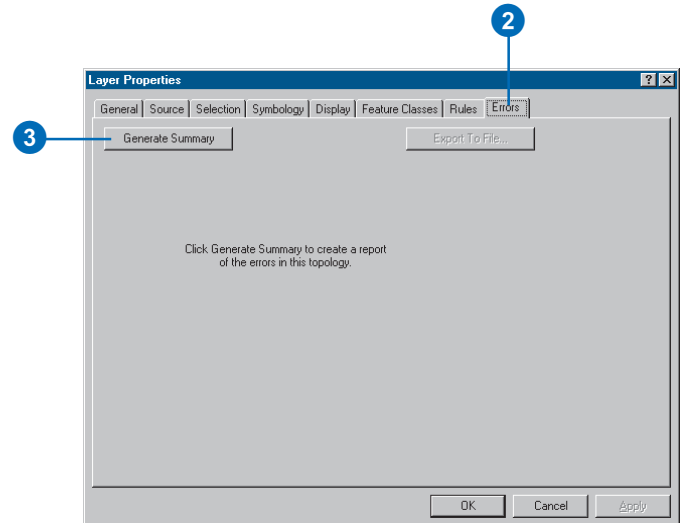 2
Layer Properties
General Source Selection Symbology Display Feature Classes Rules Errors
3
Generate Summary Export To File...
Click Generate Summary to create a report
of the errors in this topology.
OK Cancel Apply